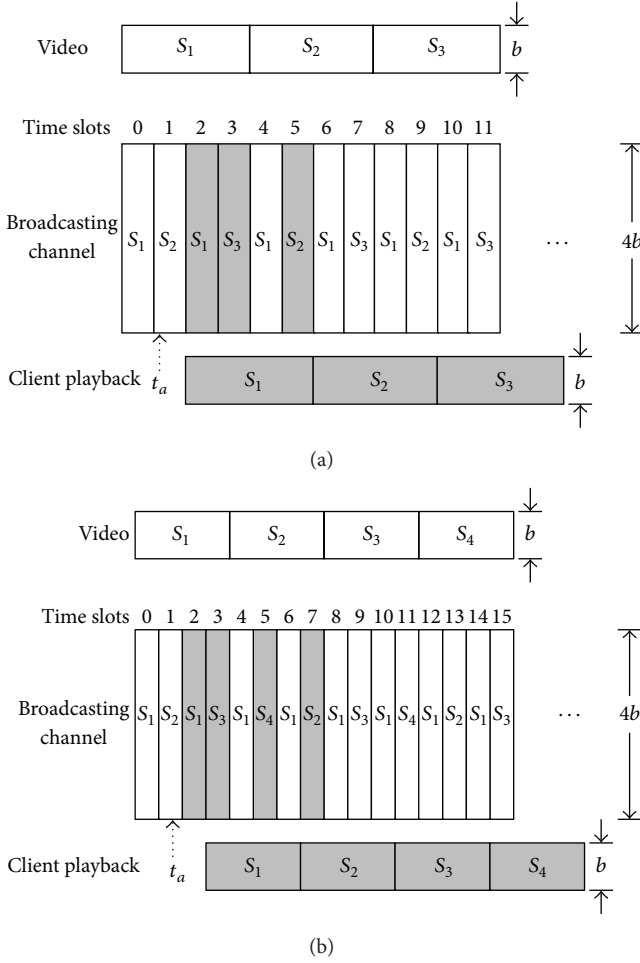 Video S₁ S₂ S₃ b
Time slots 0 1 2 3 4 5 6 7 8 9 10 11
Broadcasting channel S₁ S₂ S₁ S₃ S₁ S₂ S₁ S₃ S₁ S₂ S₁ S₃ ... 4b
Client playback tₐ S₁ S₂ S₃ b
(a)
Video S₁ S₂ S₃ S₄ b
Time slots 0 1 2 3 4 5 6 7 8 9 10 11 12 13 14 15
Broadcasting channel S₁ S₂ S₁ S₃ S₁ S₄ S₁ S₂ S₁ S₃ S₁ S₄ S₁ S₂ S₁ S₃ ... 4b
Client playback tₐ S₁ S₂ S₃ S₄ b
(b)